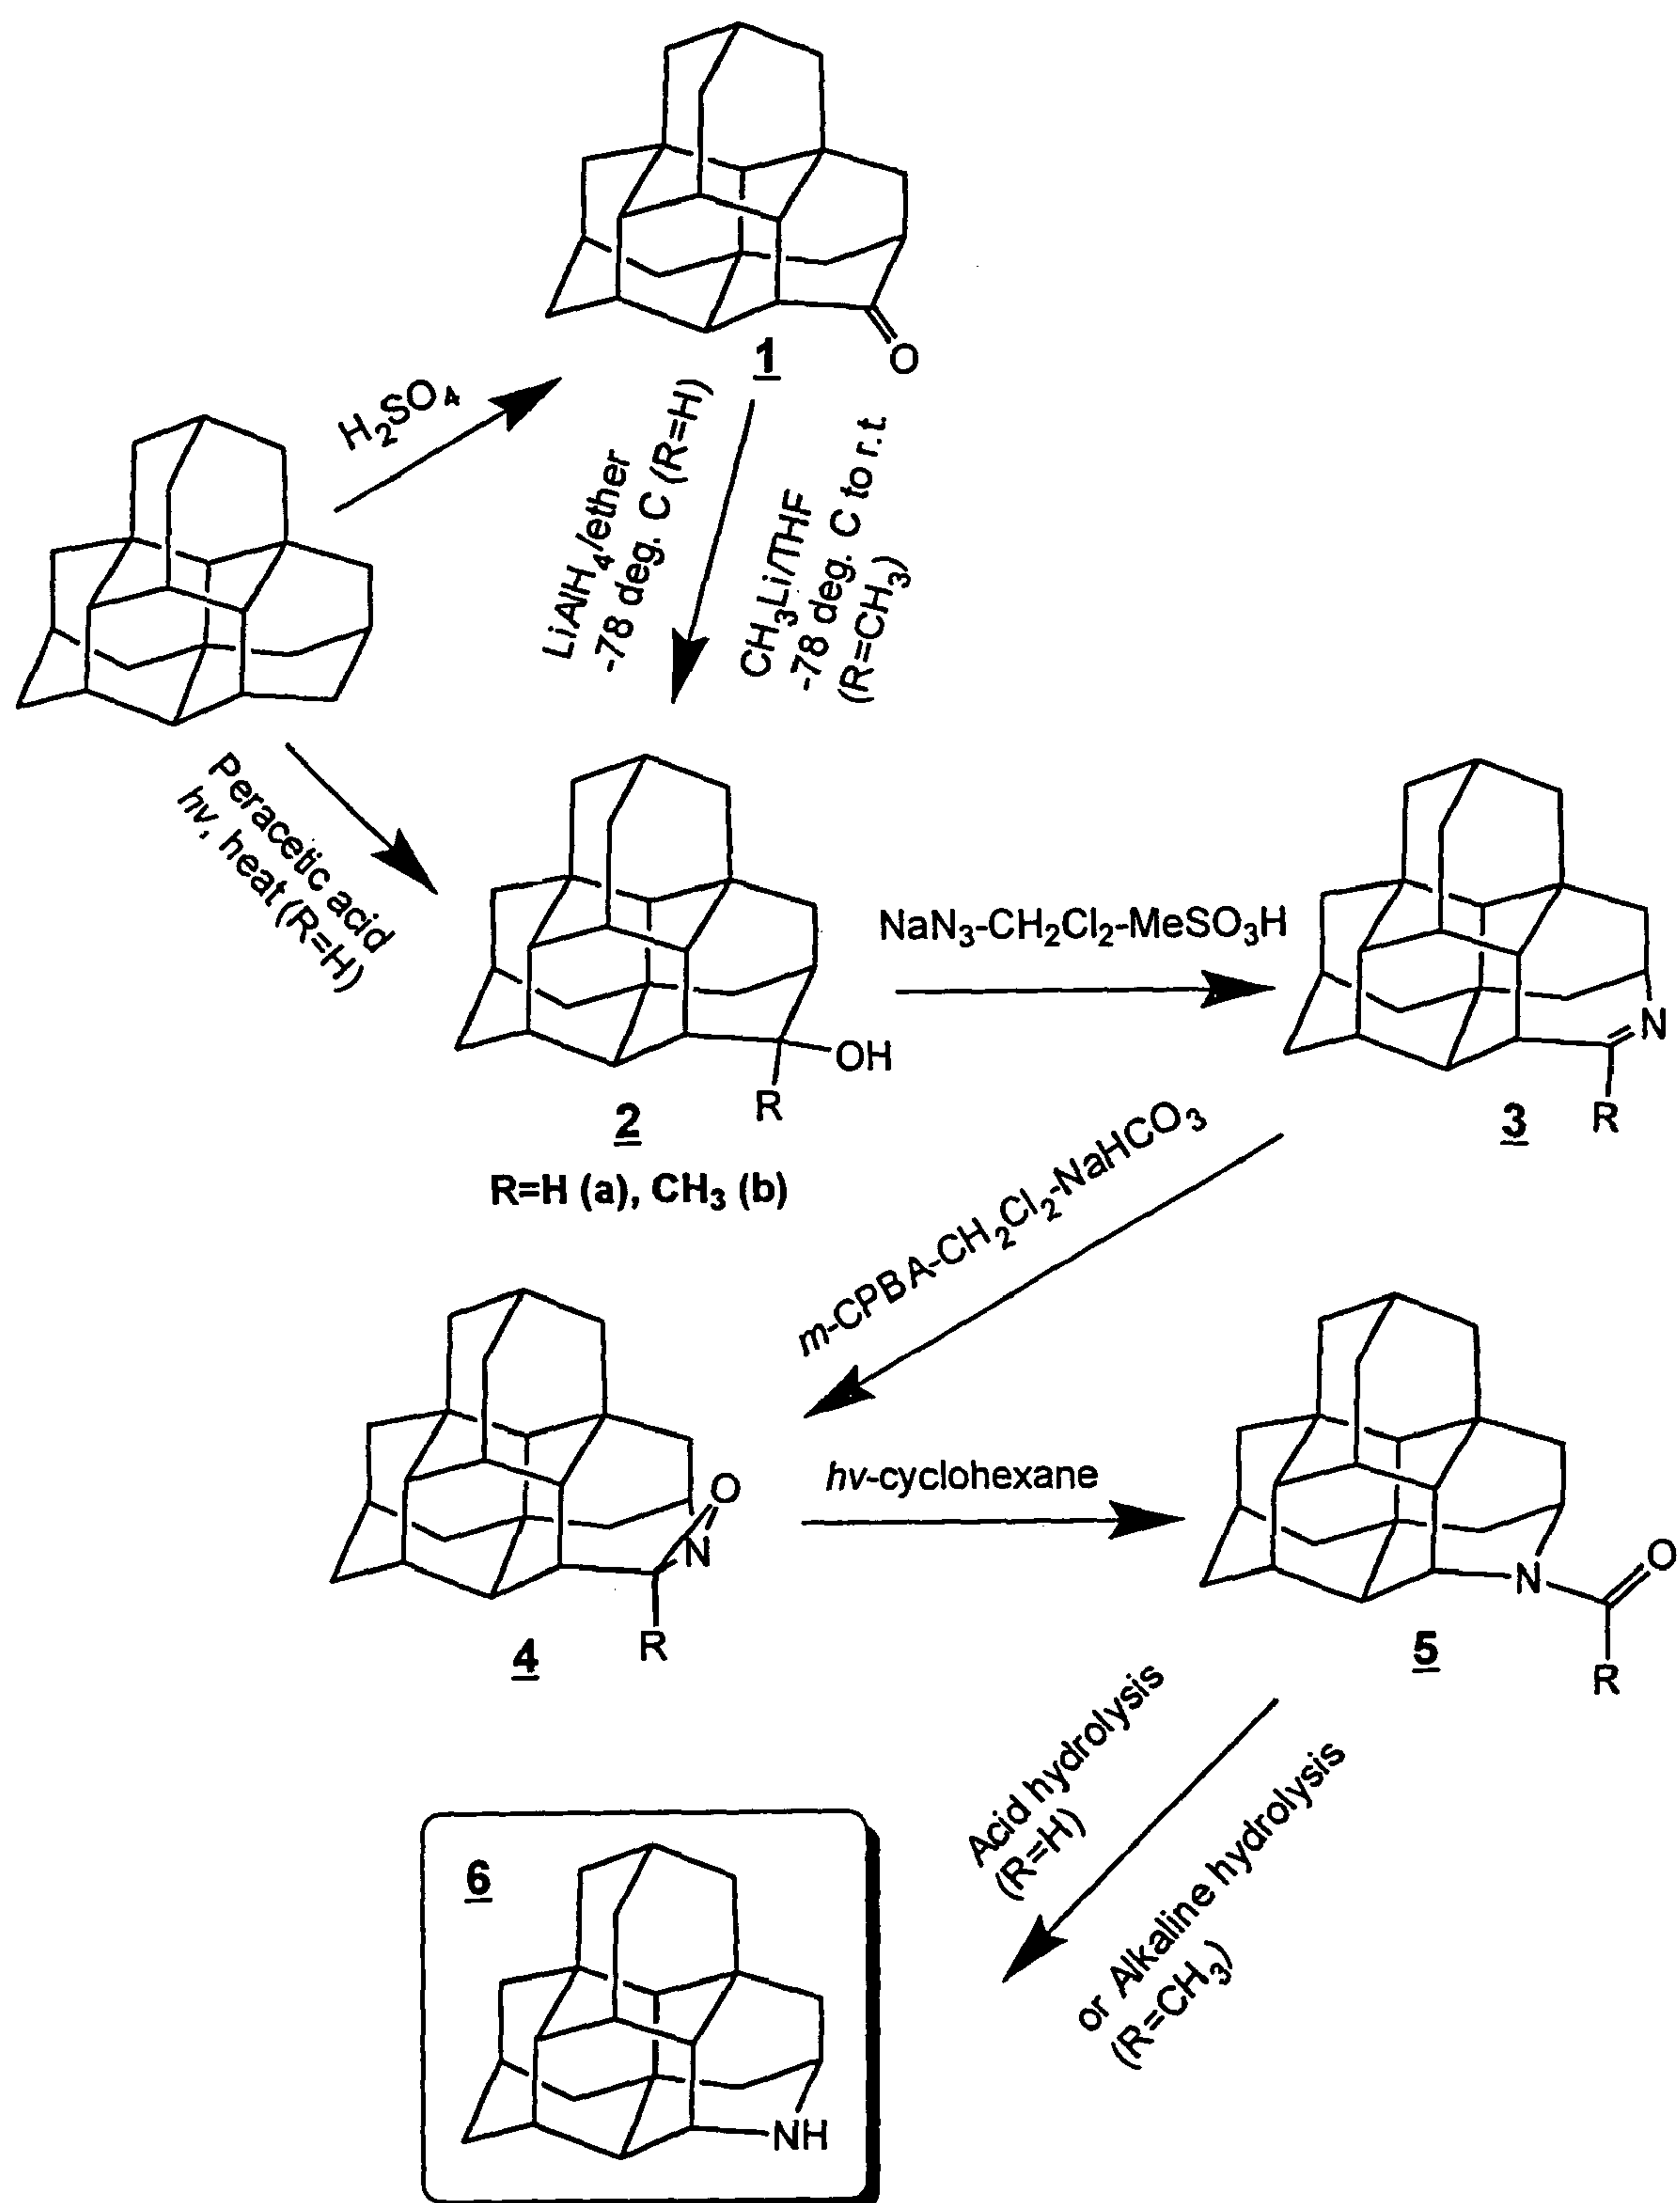 O
1
H2SO4
LiAlH4/ether
-78 deg. C (R=H)
CH3Li/THF
-78 deg. C to r.t.
(R=CH3)
Peracetic acid
hv, heat (R=H)
OH
R
2
R=H (a), CH3 (b)
NaN3-CH2Cl2-MeSO3H
N
R
3
m-CPBA-CH2Cl2-NaHCO3
O
N
R
4
hv-cyclohexane
N
O
R
5
Acid hydrolysis
(R=H)
or Alkaline hydrolysis
(R=CH3)
6
NH